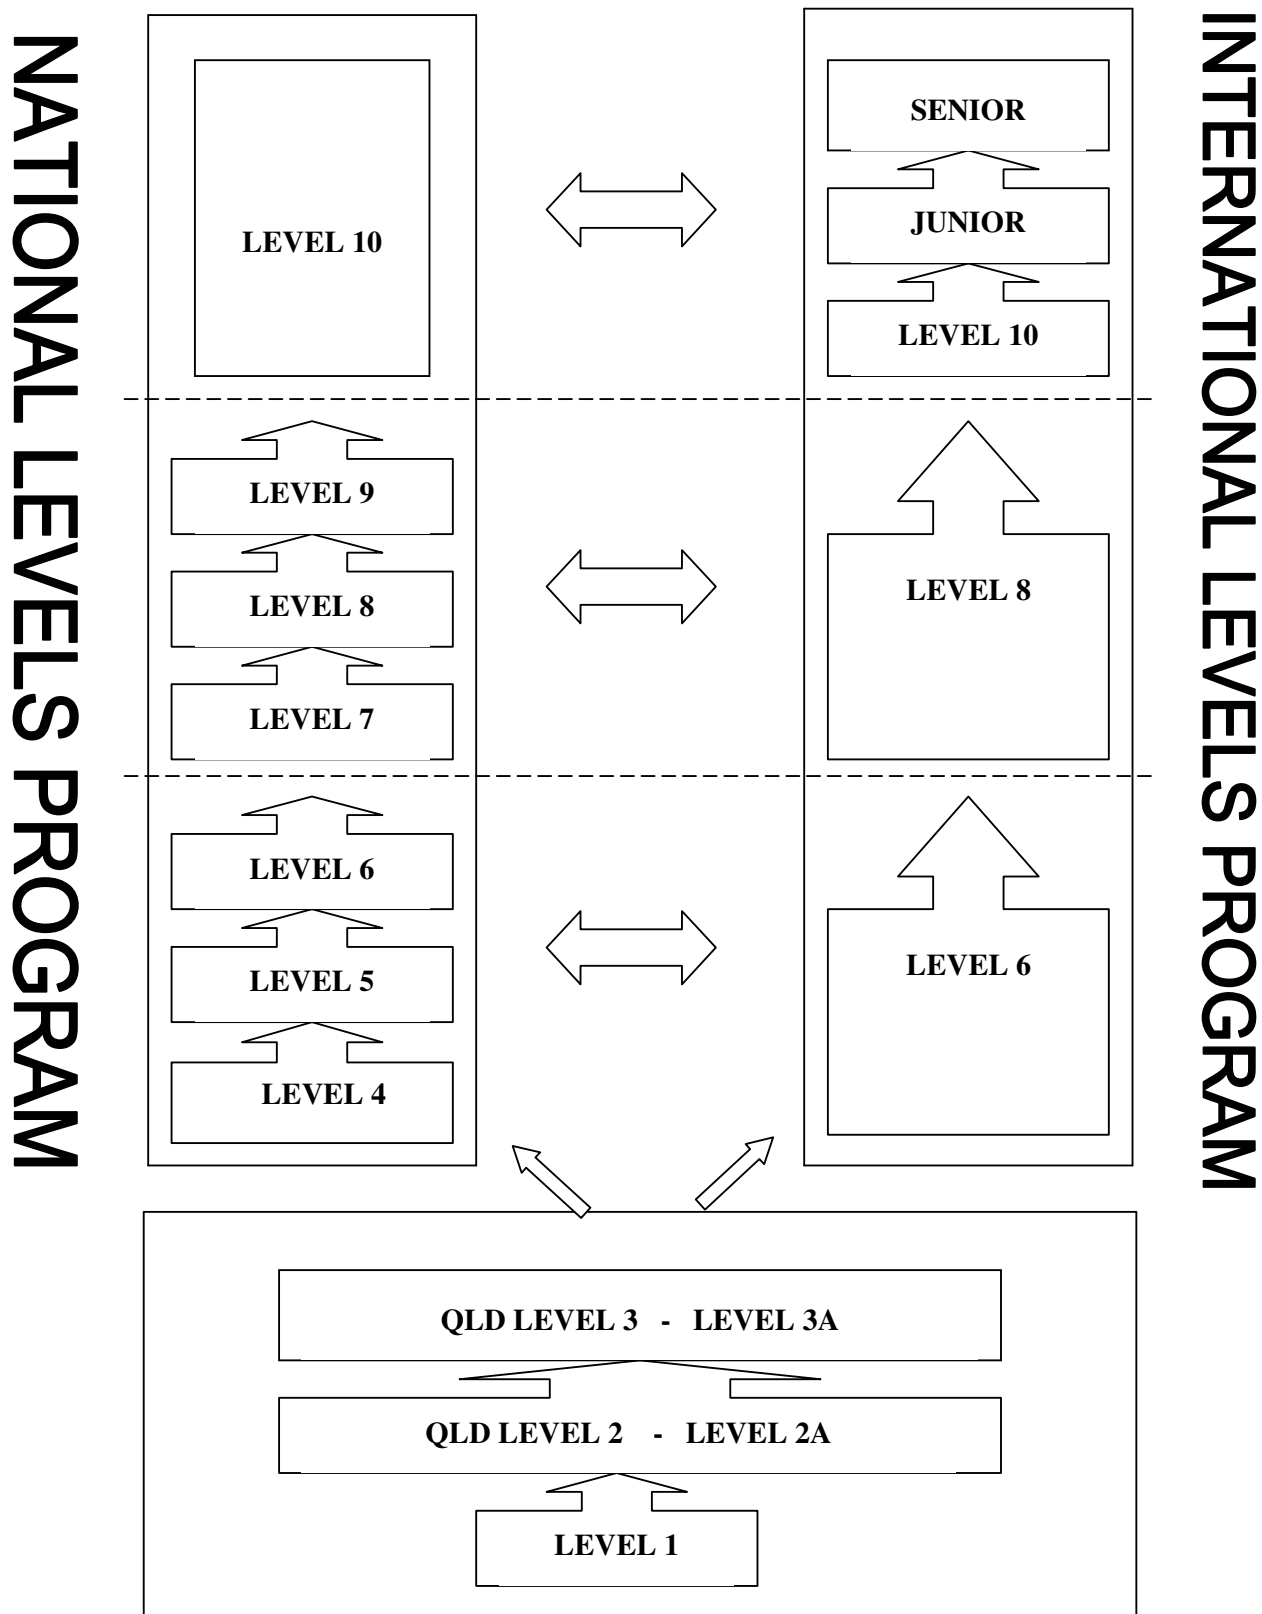 NATIONAL LEVELS PROGRAM
LEVEL 10
LEVEL 9
LEVEL 8
LEVEL 7
LEVEL 6
LEVEL 5
LEVEL 4
SENIOR
JUNIOR
LEVEL 10
LEVEL 8
LEVEL 6
INTERNATIONAL LEVELS PROGRAM
QLD LEVEL 3 - LEVEL 3A
QLD LEVEL 2 - LEVEL 2A
LEVEL 1